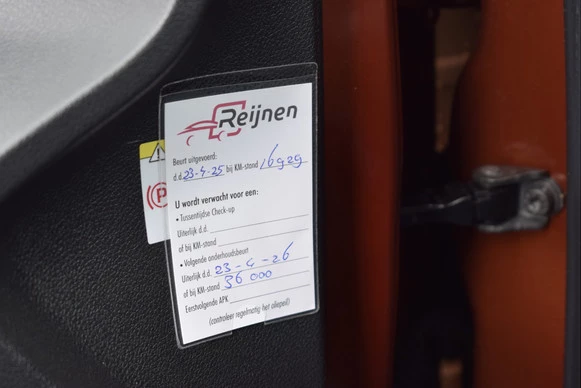 Reijnen
Beurt uitgevoerd:
d.d. 23-4-25 bij KM-stand 16929
U wordt verwacht voor een:
• Tussentijdse Check-up
Uiterlijk d.d.
of bij KM-stand
• Volgende onderhoudsbeurt
Uiterlijk d.d. 23-4-26
of bij KM-stand 36000
Eerstvolgende APK
(controleer regelmatig het oliepeil)
P